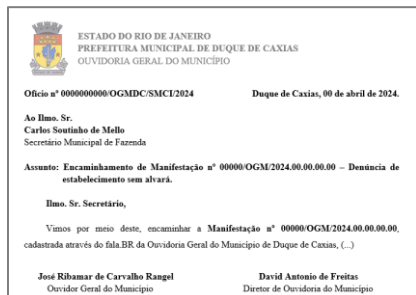 ESTADO DO RIO DE JANEIRO
PREFEITURA MUNICIPAL DE DUQUE DE CAXIAS
OUVIDORIA GERAL DO MUNICÍPIO
Ofício nº 0000000000/OGMDC/SMCI/2024 Duque de Caxias, 00 de abril de 2024.
Ao Ilmo. Sr.
Carlos Soutinho de Mello
Secretário Municipal de Fazenda
Assunto: Encaminhamento de Manifestação nº 00000/OGM/2024.00.00.00.00 – Denúncia de
estabelecimento sem alvará.
Ilmo. Sr. Secretário,
Vimos por meio deste, encaminhar a Manifestação nº 00000/OGM/2024.00.00.00.00,
cadastrada através do fala.BR da Ouvidoria Geral do Município de Duque de Caxias, (...)
José Ribamar de Carvalho Rangel David Antonio de Freitas
Ouvidor Geral do Município Diretor de Ouvidoria do Município